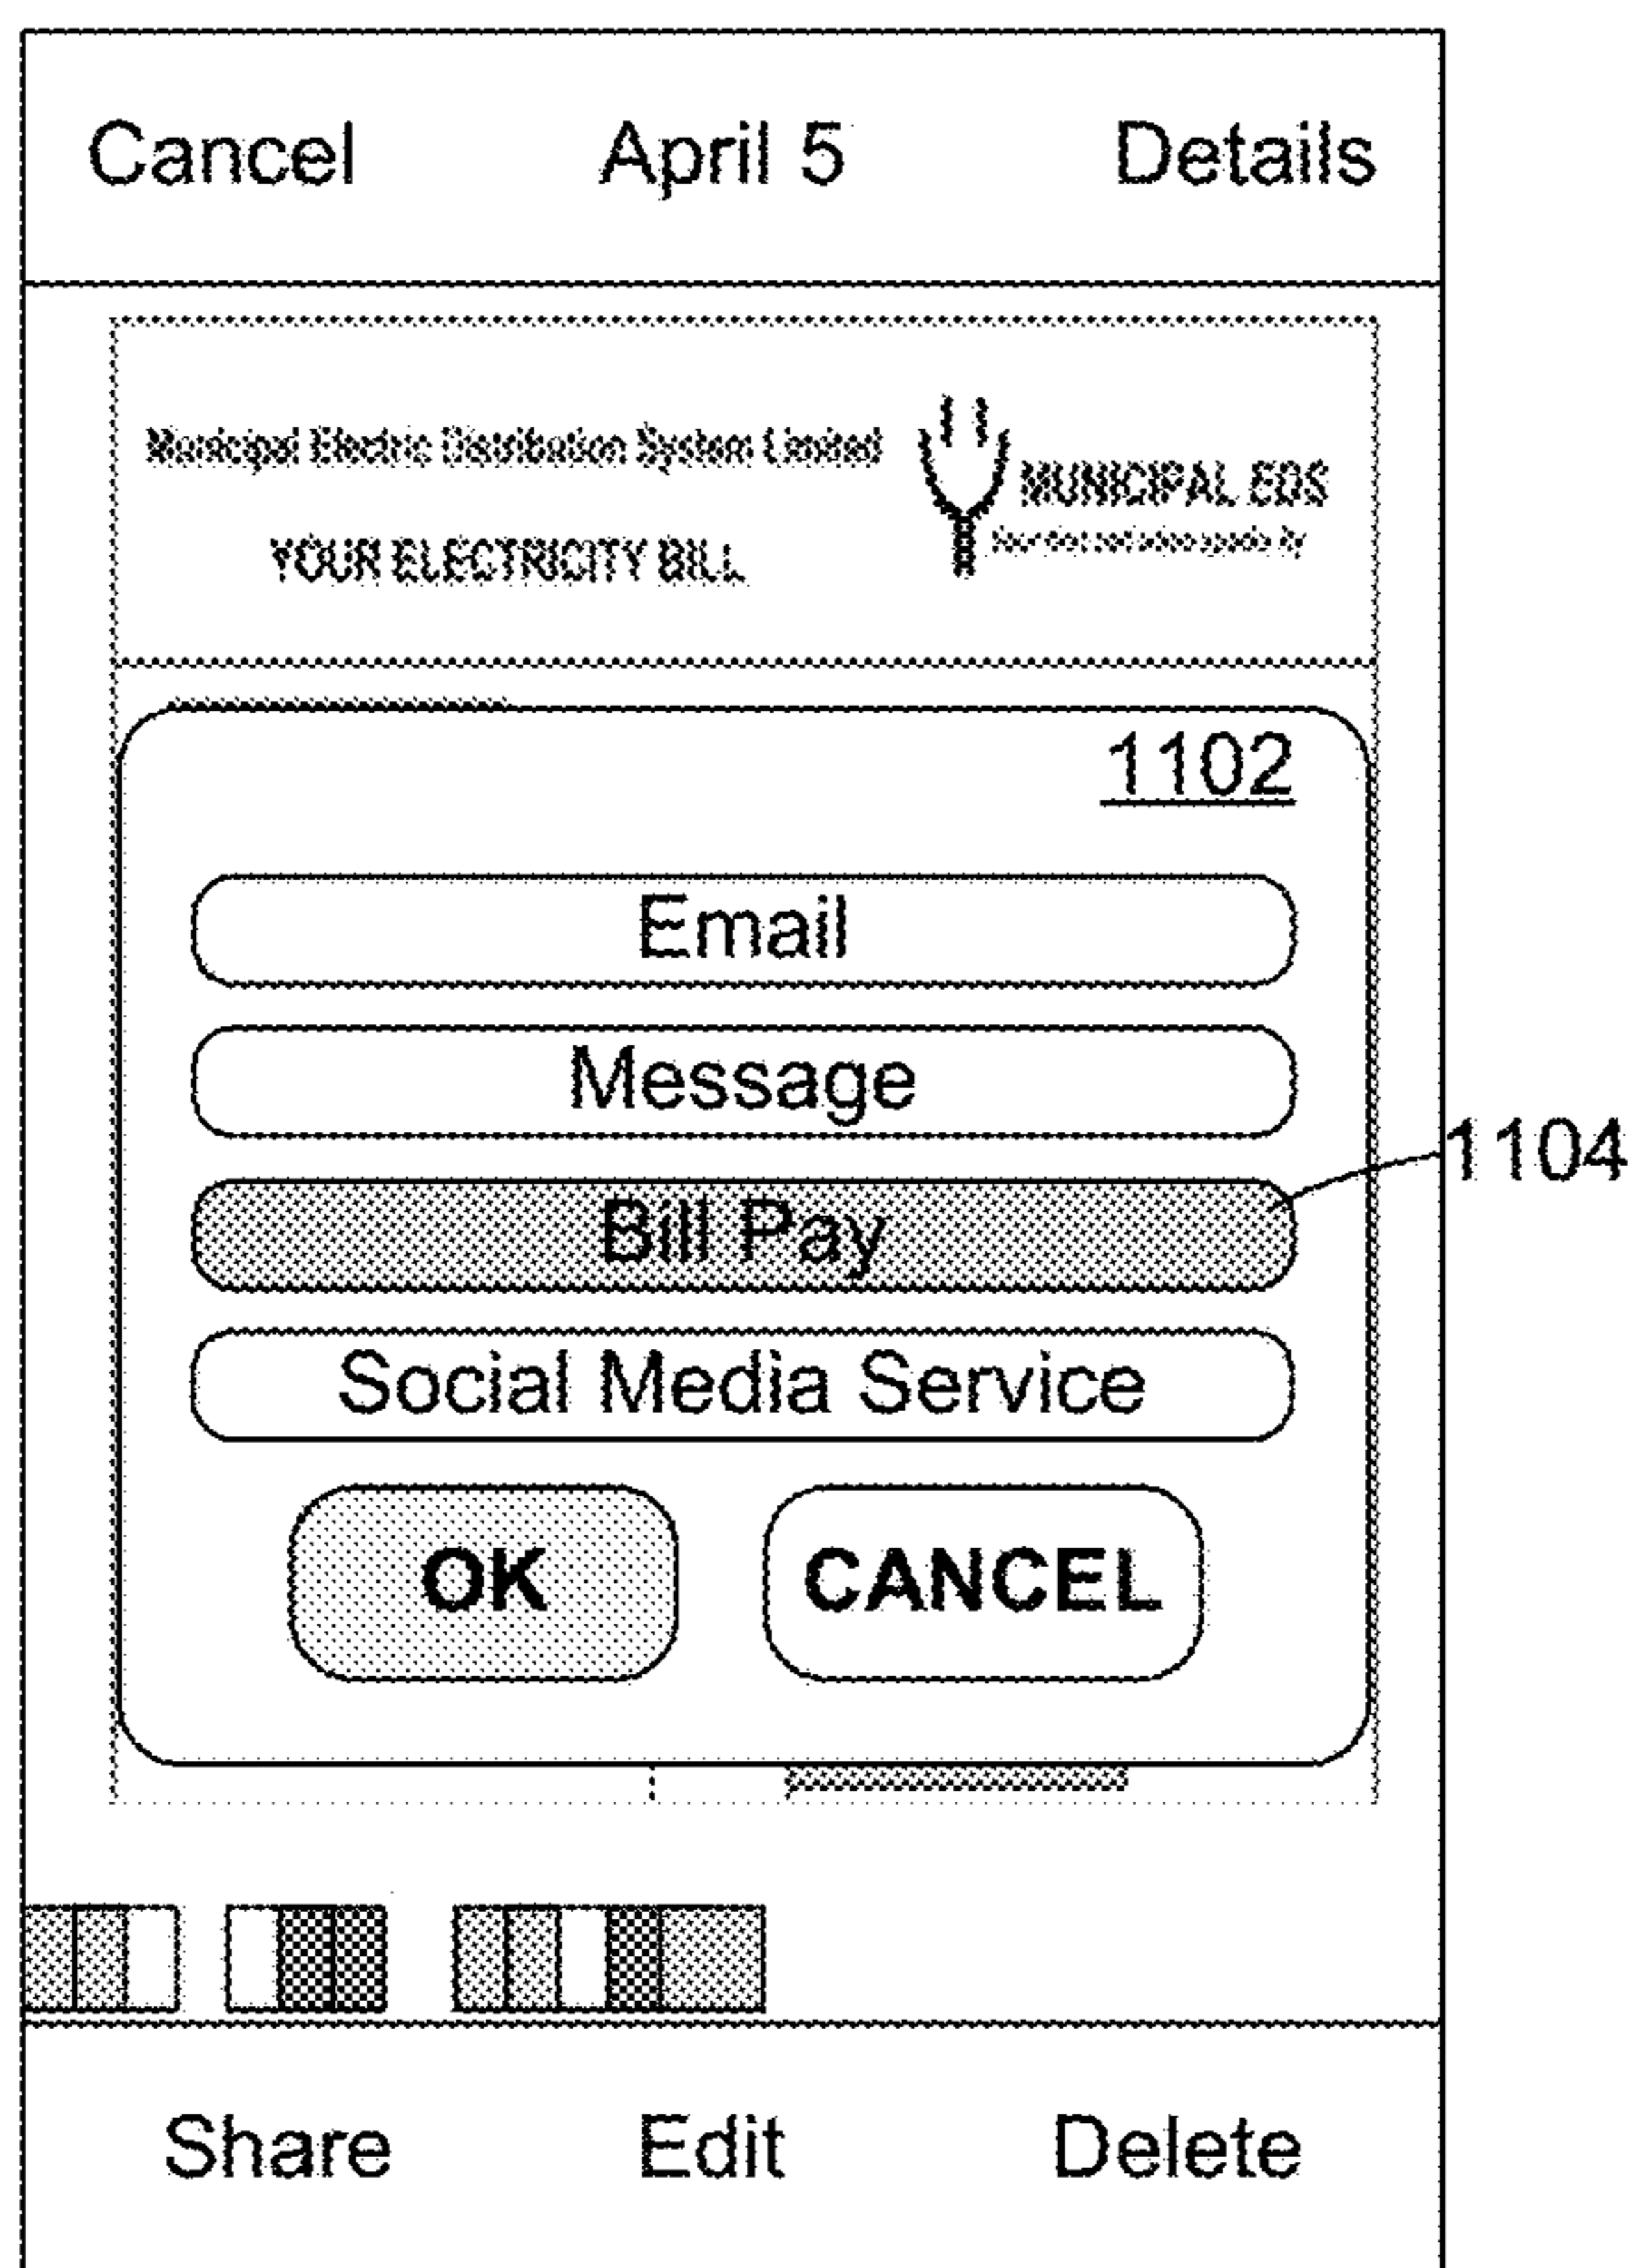 Cancel April 5 Details
Municipal Electric Distribution System Limited
MUNICIPAL EDS
YOUR ELECTRICITY BILL
1102
Email
Message
1104
Bill Pay
Social Media Service
OK CANCEL
Share Edit Delete